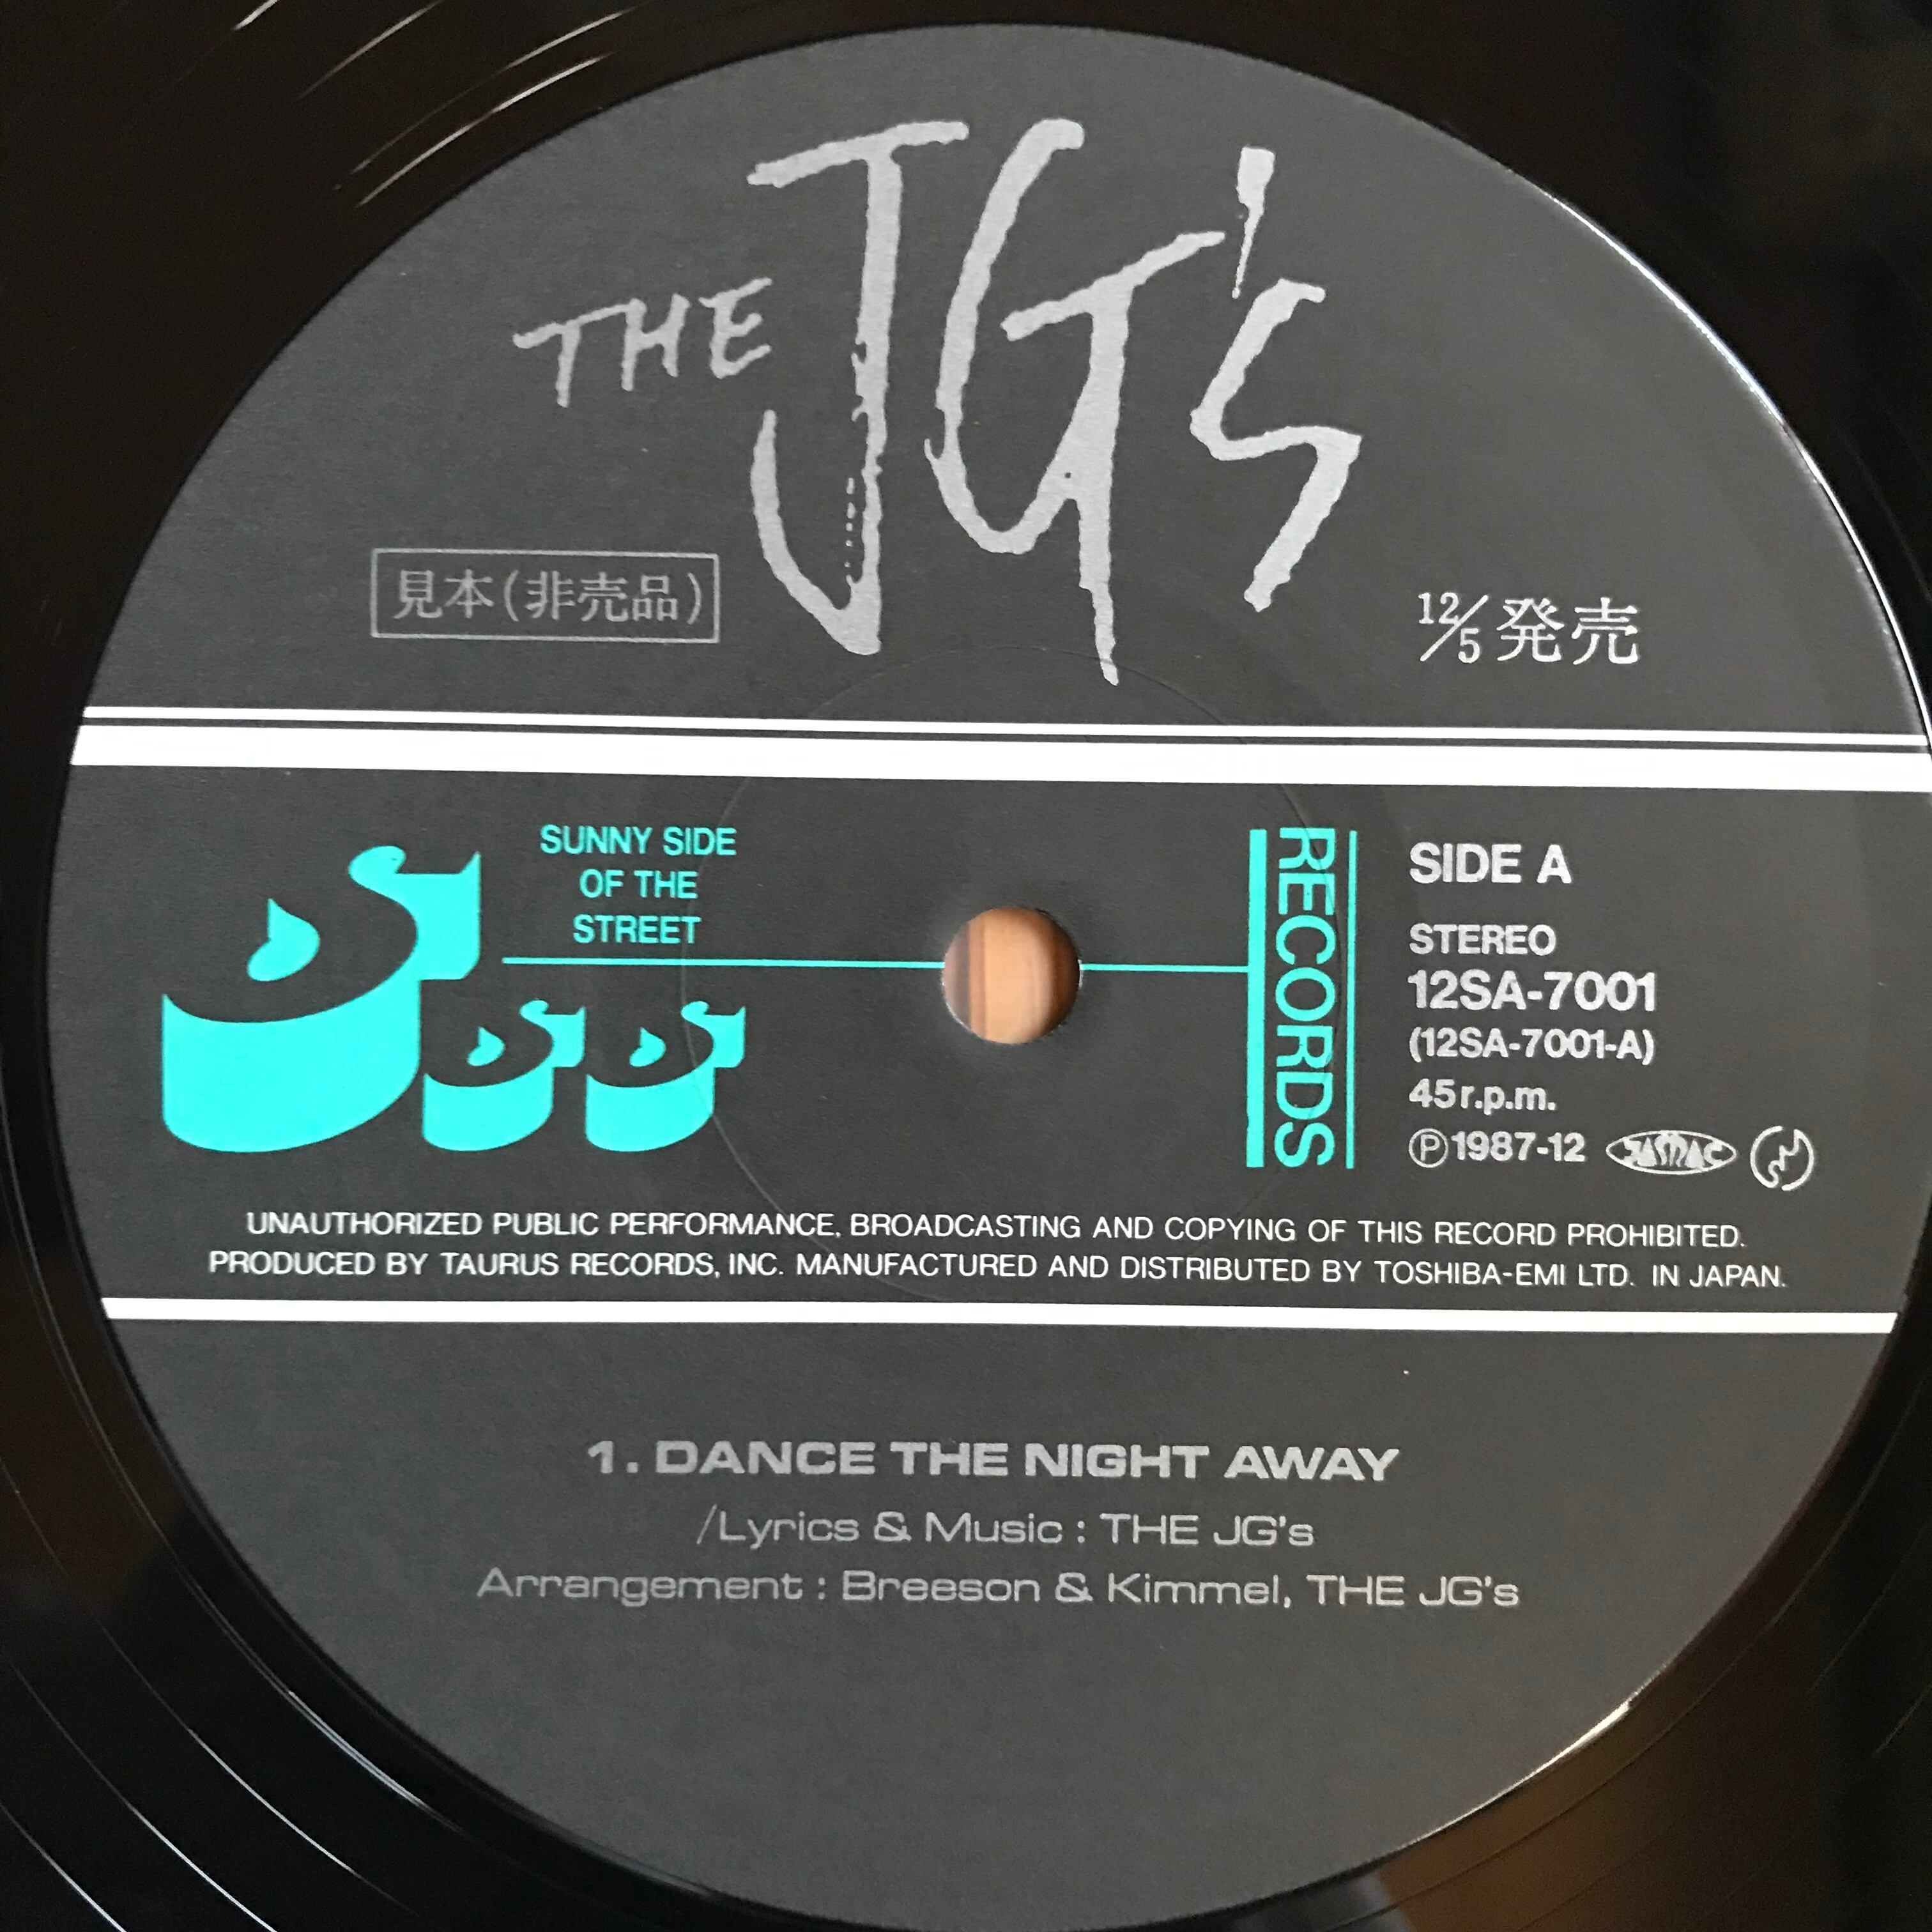 THE JG's
見本(非売品)
12/5 発売
SUNNY SIDE
OF THE
STREET
RECORDS
SIDE A
STEREO
12SA-7001
(12SA-7001-A)
45r.p.m.
Ⓟ1987-12 JASRAC
UNAUTHORIZED PUBLIC PERFORMANCE, BROADCASTING AND COPYING OF THIS RECORD PROHIBITED.
PRODUCED BY TAURUS RECORDS, INC. MANUFACTURED AND DISTRIBUTED BY TOSHIBA-EMI LTD. IN JAPAN.
1. DANCE THE NIGHT AWAY
/Lyrics & Music : THE JG's
Arrangement : Breeson & Kimmel, THE JG's